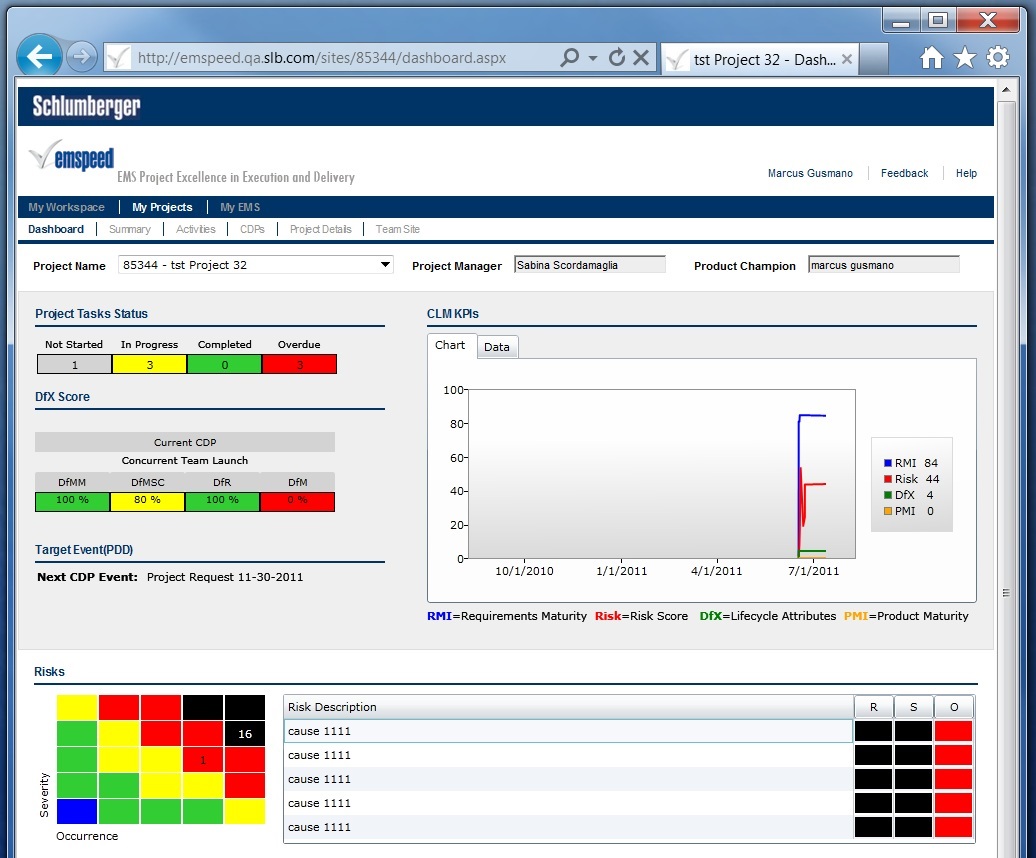 http://emspeed.qa.slb.com/sites/85344/dashboard.aspx
tst Project 32 - Dash...
Schlumberger
emspeed
EMS Project Excellence in Execution and Delivery
Marcus Gusmano Feedback Help
My Workspace My Projects My EMS
Dashboard Summary Activities CDPs Project Details Team Site
Project Name 85344 - tst Project 32 Project Manager Sabina Scordamaglia Product Champion marcus gusmano
Project Tasks Status
Not Started In Progress Completed Overdue
1 3 0 3
DfX Score
Current CDP
Concurrent Team Launch
DfMM DfMSC DfR DfM
100 % 80 % 100 % 0 %
Target Event(PDD)
Next CDP Event: Project Request 11-30-2011
CLM KPIs
Chart Data
100
80
60
40
20
0
10/1/2010 1/1/2011 4/1/2011 7/1/2011
RMI 84
Risk 44
DfX 4
PMI 0
RMI=Requirements Maturity Risk=Risk Score DfX=Lifecycle Attributes PMI=Product Maturity
Risks
Severity
16
1
Occurrence
Risk Description R S O
cause 1111
cause 1111
cause 1111
cause 1111
cause 1111